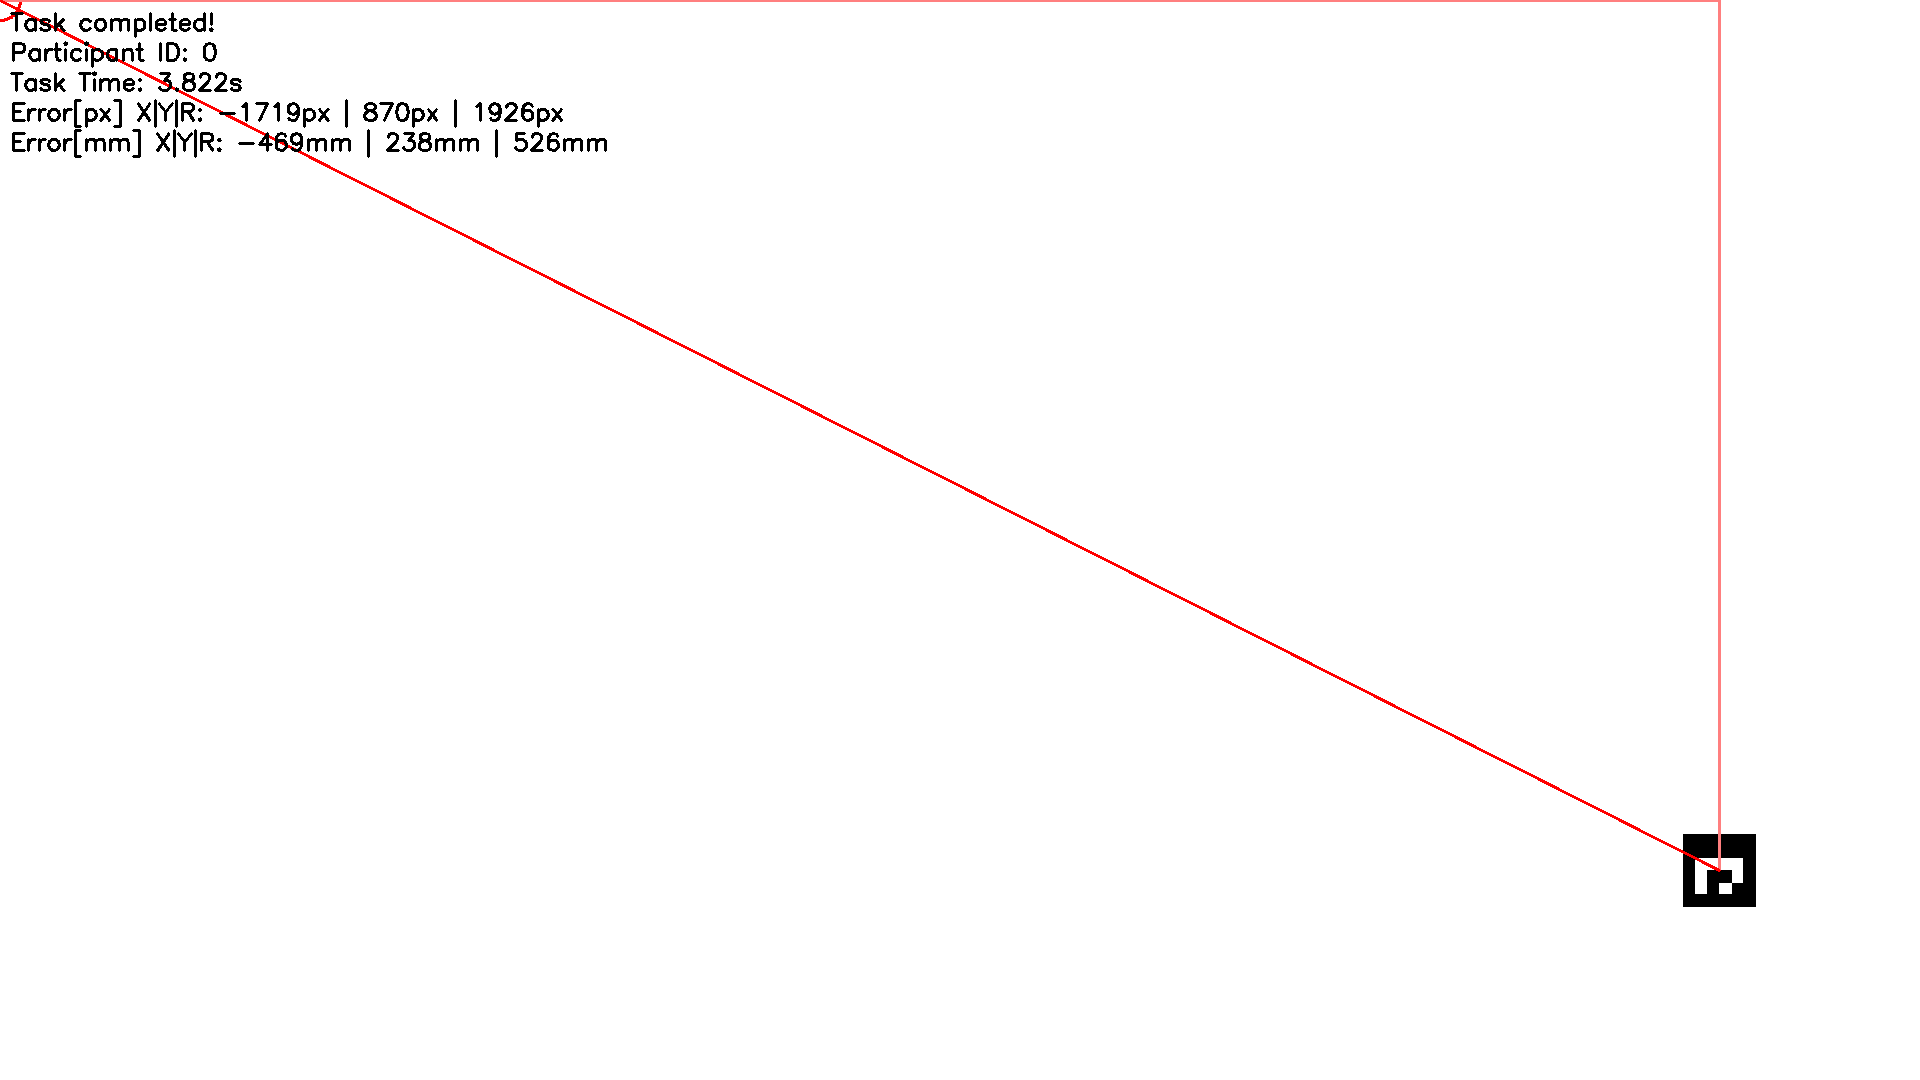 Task completed!
Participant ID: 0
Task Time: 3.822s
Error[px] X|Y|R: -1719px | 870px | 1926px
Error[mm] X|Y|R: -469mm | 238mm | 526mm